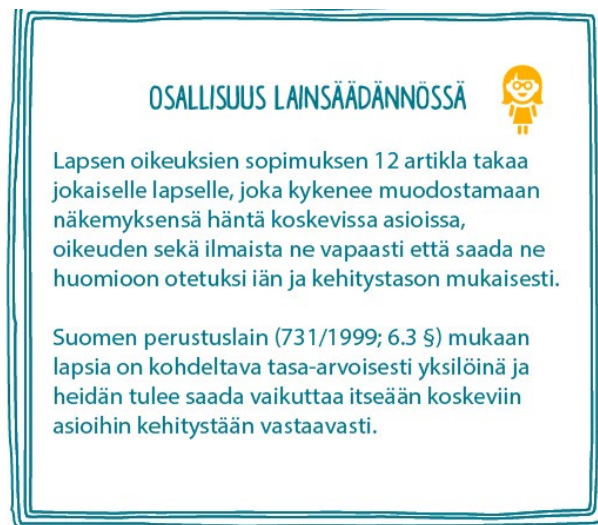 OSALLISUUS LAINSÄÄDÄNNÖSSÄ
Lapsen oikeuksien sopimuksen 12 artikla takaa
jokaiselle lapselle, joka kykenee muodostamaan
näkemyksensä häntä koskevissa asioissa,
oikeuden sekä ilmaista ne vapaasti että saada ne
huomioon otetuksi iän ja kehitystason mukaisesti.
Suomen perustuslain (731/1999; 6.3 §) mukaan
lapsia on kohdeltava tasa-arvoisesti yksilöinä ja
heidän tulee saada vaikuttaa itseään koskeviin
asioihin kehitystään vastaavasti.